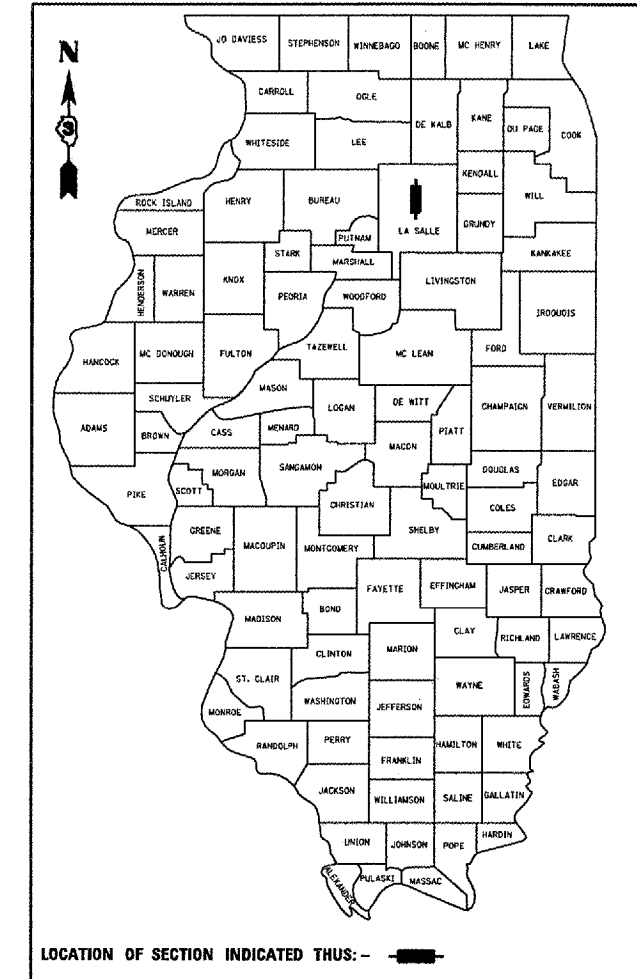 JO DAVIESS STEPHENSON WINNEBAGO BOONE MC HENRY LAKE
N
CARROLL OGLE DE KALB KANE DU PAGE COOK
WHITESIDE LEE
KENDALL WILL
ROCK ISLAND HENRY BUREAU LA SALLE GRUNDY
PUTNAM
MERCER STARK MARSHALL KANKAKEE
HENDERSON WARREN KNOX PEORIA WOODFORD LIVINGSTON IROQUOIS
HANCOCK MC DONOUGH FULTON TAZEWELL MC LEAN FORD
MASON
SCHUYLER LOGAN DE WITT CHAMPAIGN VERMILION
ADAMS BROWN CASS MENARD MACON PIATT
MORGAN SANGAMON DOUGLAS EDGAR
PIKE SCOTT CHRISTIAN MOULTRIE COLES
GREENE SHELBY
CALHOUN MACOUPIN MONTGOMERY CUMBERLAND CLARK
JERSEY
FAYETTE EFFINGHAM JASPER CRAWFORD
MADISON BOND
CLINTON MARION CLAY RICHLAND LAWRENCE
ST. CLAIR WAYNE EDWARDS WABASH
MONROE WASHINGTON JEFFERSON
RANDOLPH PERRY HAMILTON WHITE
FRANKLIN
JACKSON WILLIAMSON SALINE GALLATIN
UNION JOHNSON POPE HARDIN
ALEXANDER PULASKI MASSAC
LOCATION OF SECTION INDICATED THUS: -